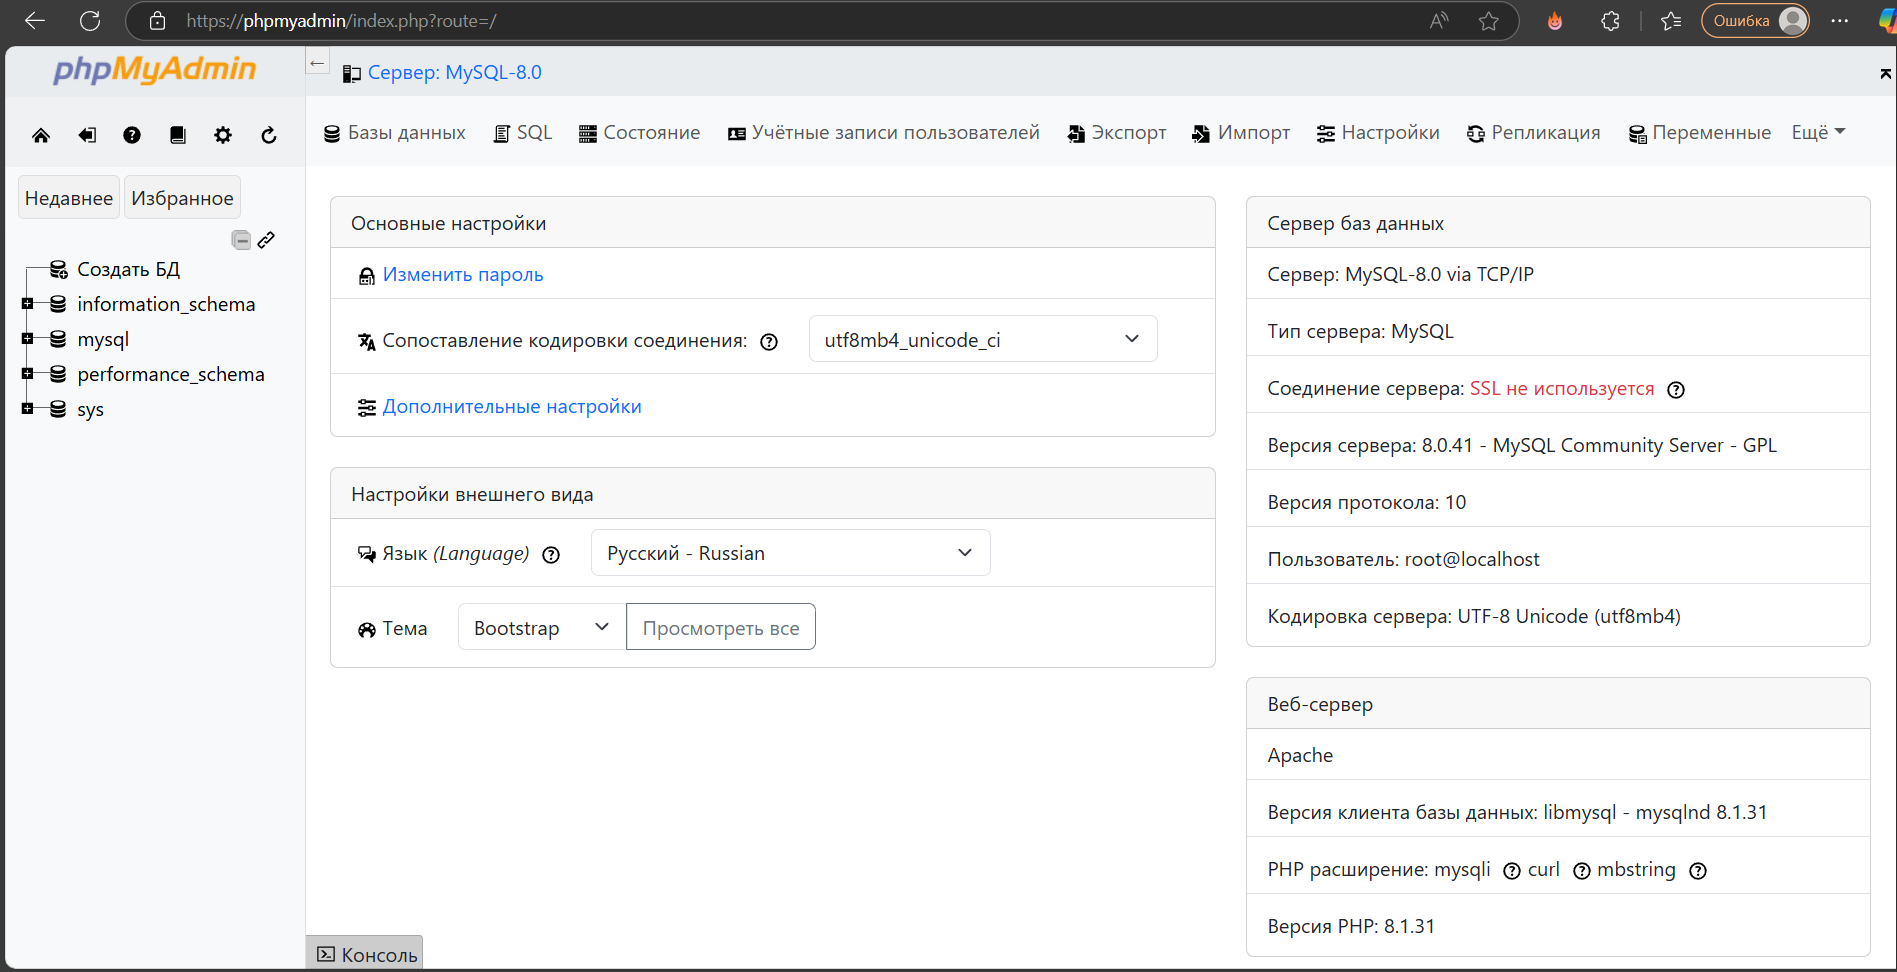 https://phpmyadmin/index.php?route=/
Ошибка
phpMyAdmin
Сервер: MySQL-8.0
Базы данных SQL Состояние Учётные записи пользователей Экспорт Импорт Настройки Репликация Переменные Ещё
Недавнее Избранное
Создать БД
information_schema
mysql
performance_schema
sys
Основные настройки
Изменить пароль
Сопоставление кодировки соединения: utf8mb4_unicode_ci
Дополнительные настройки
Настройки внешнего вида
Язык (Language) Русский - Russian
Тема Bootstrap Просмотреть все
Сервер баз данных
Сервер: MySQL-8.0 via TCP/IP
Тип сервера: MySQL
Соединение сервера: SSL не используется
Версия сервера: 8.0.41 - MySQL Community Server - GPL
Версия протокола: 10
Пользователь: root@localhost
Кодировка сервера: UTF-8 Unicode (utf8mb4)
Веб-сервер
Apache
Версия клиента базы данных: libmysql - mysqlnd 8.1.31
PHP расширение: mysqli curl mbstring
Версия PHP: 8.1.31
Консоль